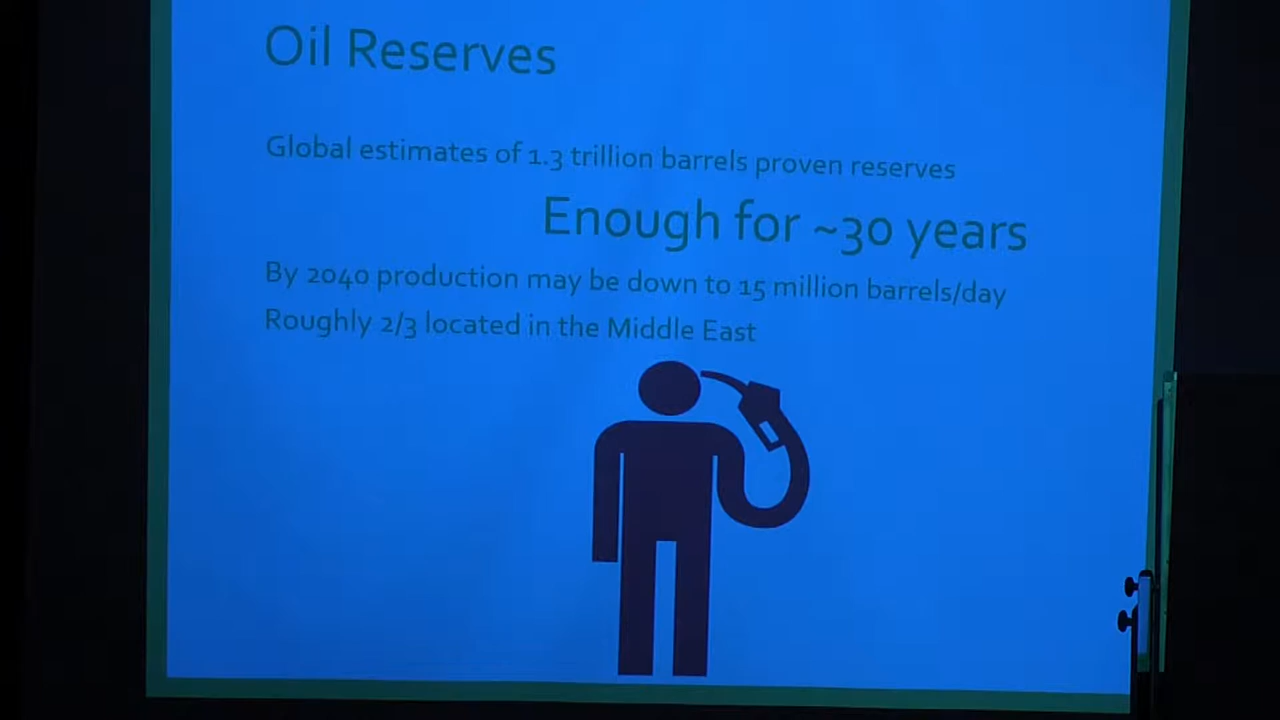 Oil Reserves
Global estimates of 1.3 trillion barrels proven reserves
Enough for ~30 years
By 2040 production may be down to 15 million barrels/day
Roughly 2/3 located in the Middle East